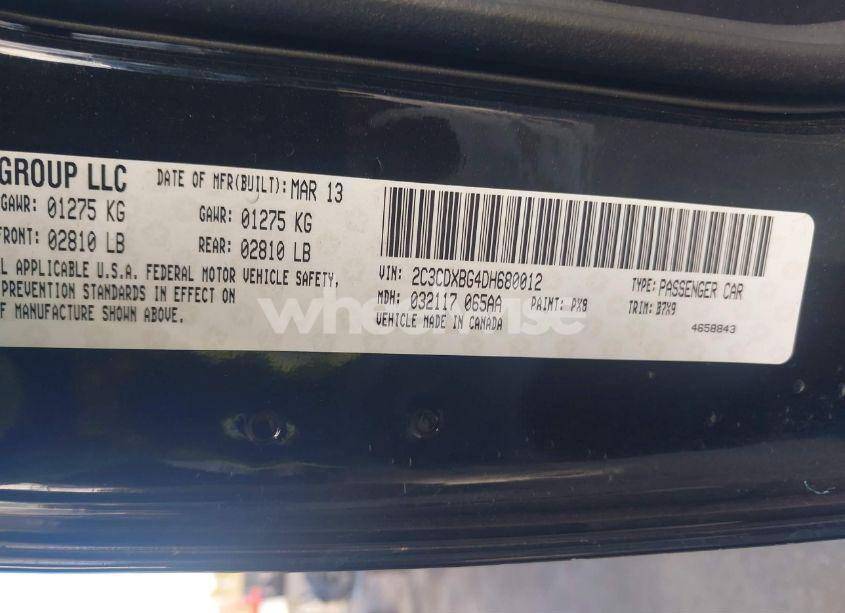 GROUP LLC
DATE OF MFR(BUILT): MAR 13
GAWR: 01275 KG
GAWR: 01275 KG
FRONT: 02810 LB
REAR: 02810 LB
APPLICABLE U.S.A. FEDERAL MOTOR VEHICLE SAFETY,
PREVENTION STANDARDS IN EFFECT
F MANUFACTURE SHOWN ABOVE.
VIN: 2C3CDXBG4DH680012
TYPE: PASSENGER CAR
MDH: 032117 065AA
PAINT: PX8
TRIM: B7X9
VEHICLE MADE IN CANADA
4658843